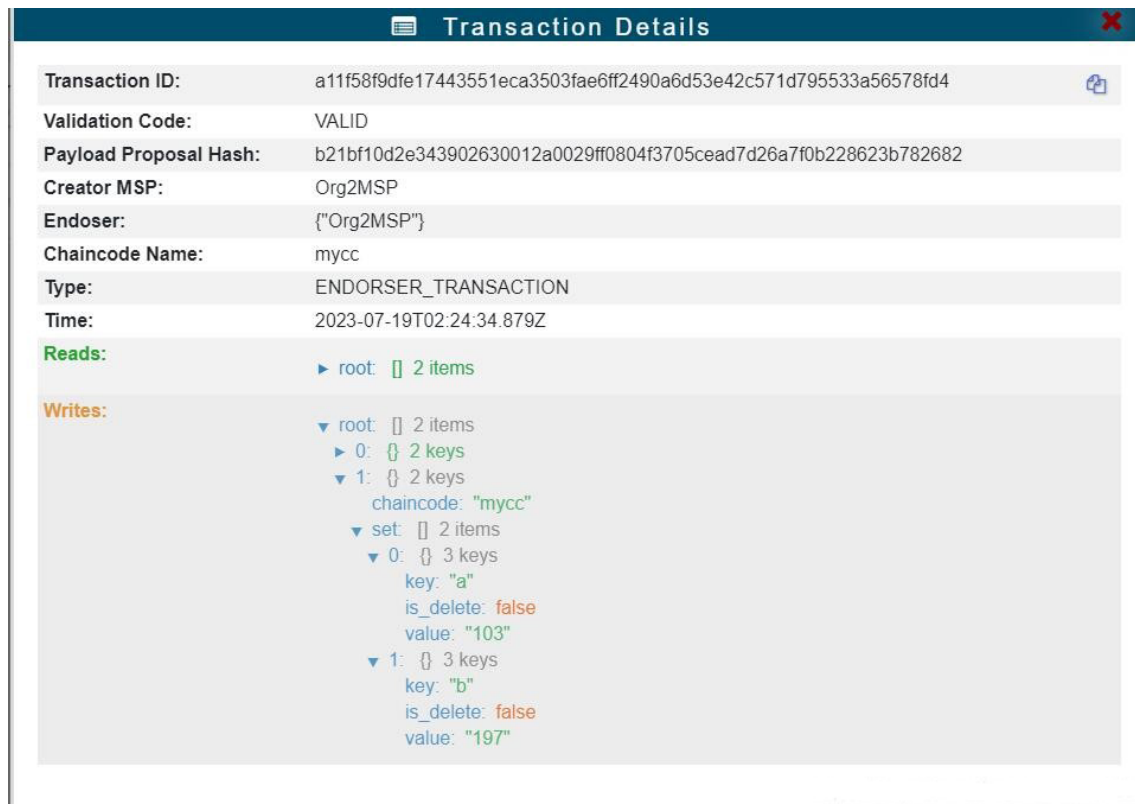 Transaction Details
Transaction ID: a11f58f9dfe17443551eca3503fae6ff2490a6d53e42c571d795533a56578fd4
Validation Code: VALID
Payload Proposal Hash: b21bf10d2e343902630012a0029ff0804f3705cead7d26a7f0b228623b782682
Creator MSP: Org2MSP
Endoser: {"Org2MSP"}
Chaincode Name: mycc
Type: ENDORSER_TRANSACTION
Time: 2023-07-19T02:24:34.879Z
Reads:
▶ root: [] 2 items
Writes:
▼ root: [] 2 items
▶ 0: {} 2 keys
▼ 1: {} 2 keys
chaincode: "mycc"
▼ set: [] 2 items
▼ 0: {} 3 keys
key: "a"
is_delete: false
value: "103"
▼ 1: {} 3 keys
key: "b"
is_delete: false
value: "197"